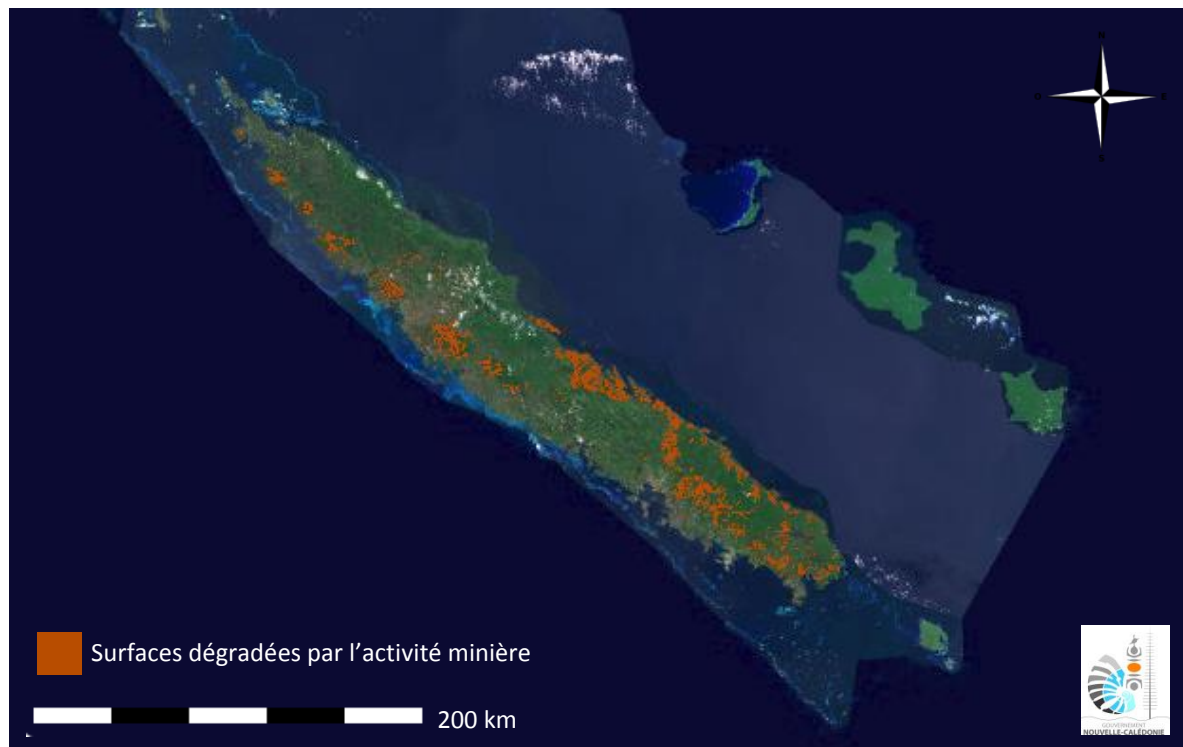 N
O
E
S
Surfaces dégradées par l’activité minière
200 km
GOUVERNEMENT
NOUVELLE-CALÉDONIE